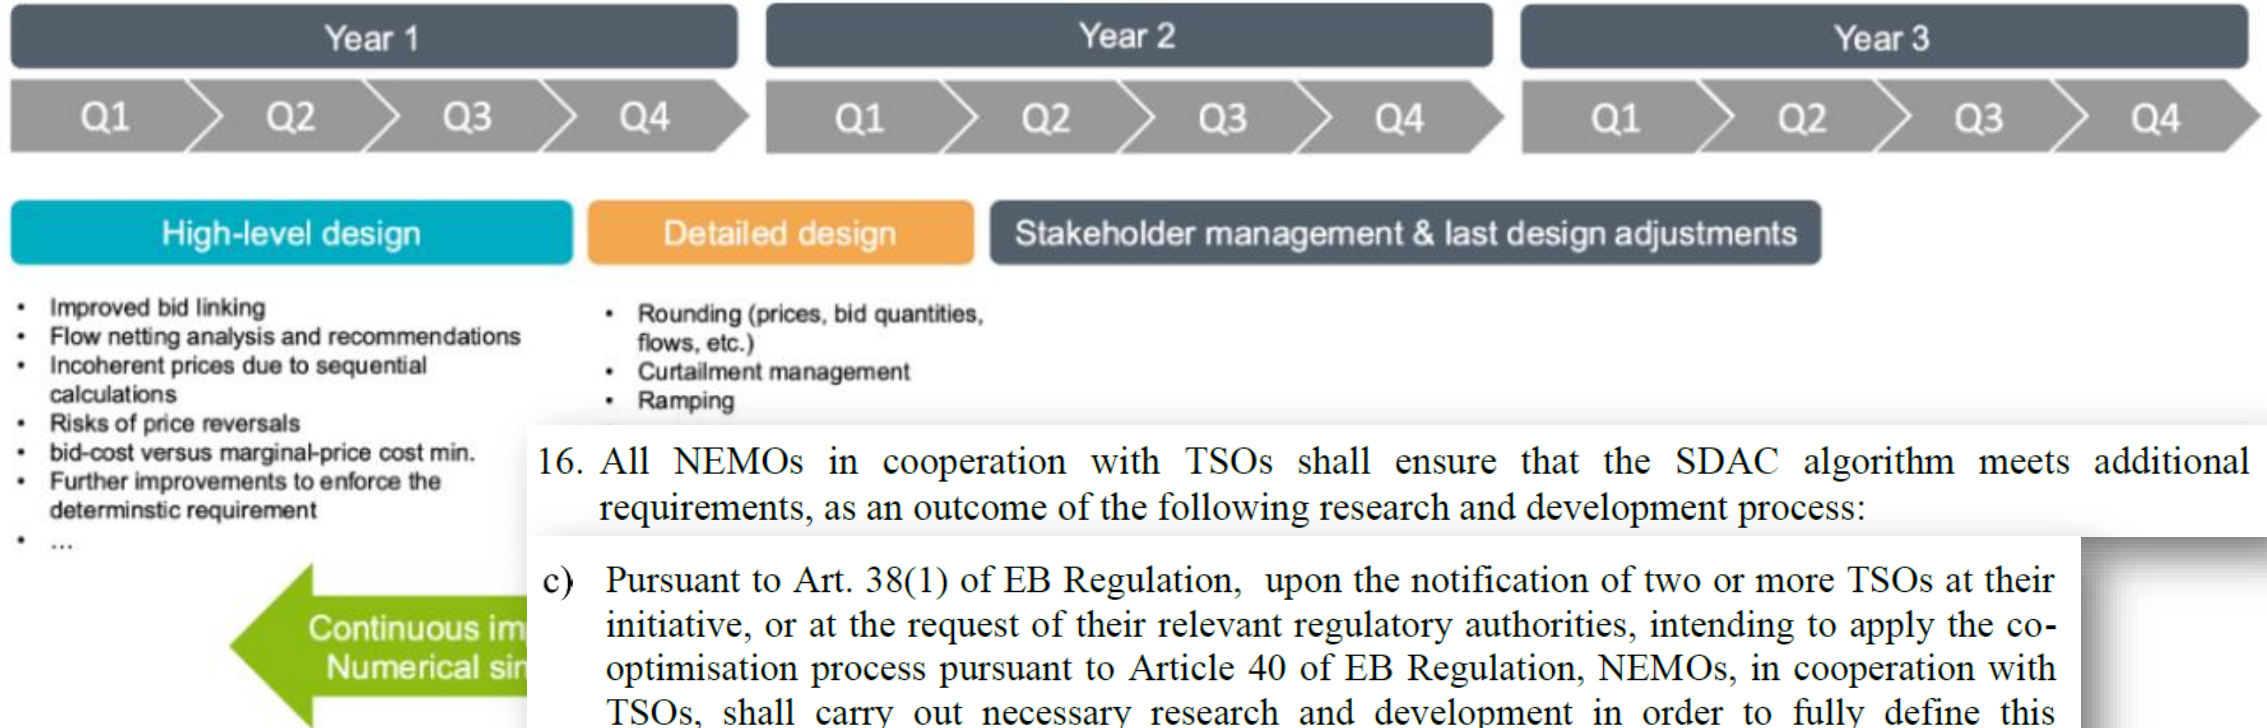 Year 1
Year 2
Year 3
Q1 Q2 Q3 Q4 Q1 Q2 Q3 Q4 Q1 Q2 Q3 Q4
High-level design
Detailed design
Stakeholder management & last design adjustments
• Improved bid linking
• Flow netting analysis and recommendations
• Incoherent prices due to sequential
calculations
• Risks of price reversals
• bid-cost versus marginal-price cost min.
• Further improvements to enforce the
determinstic requirement
• ...
• Rounding (prices, bid quantities,
flows, etc.)
• Curtailment management
• Ramping
Continuous im
Numerical sin
16. All NEMOs in cooperation with TSOs shall ensure that the SDAC algorithm meets additional
requirements, as an outcome of the following research and development process:
c) Pursuant to Art. 38(1) of EB Regulation, upon the notification of two or more TSOs at their
initiative, or at the request of their relevant regulatory authorities, intending to apply the co-
optimisation process pursuant to Article 40 of EB Regulation, NEMOs, in cooperation with
TSOs, shall carry out necessary research and development in order to fully define this